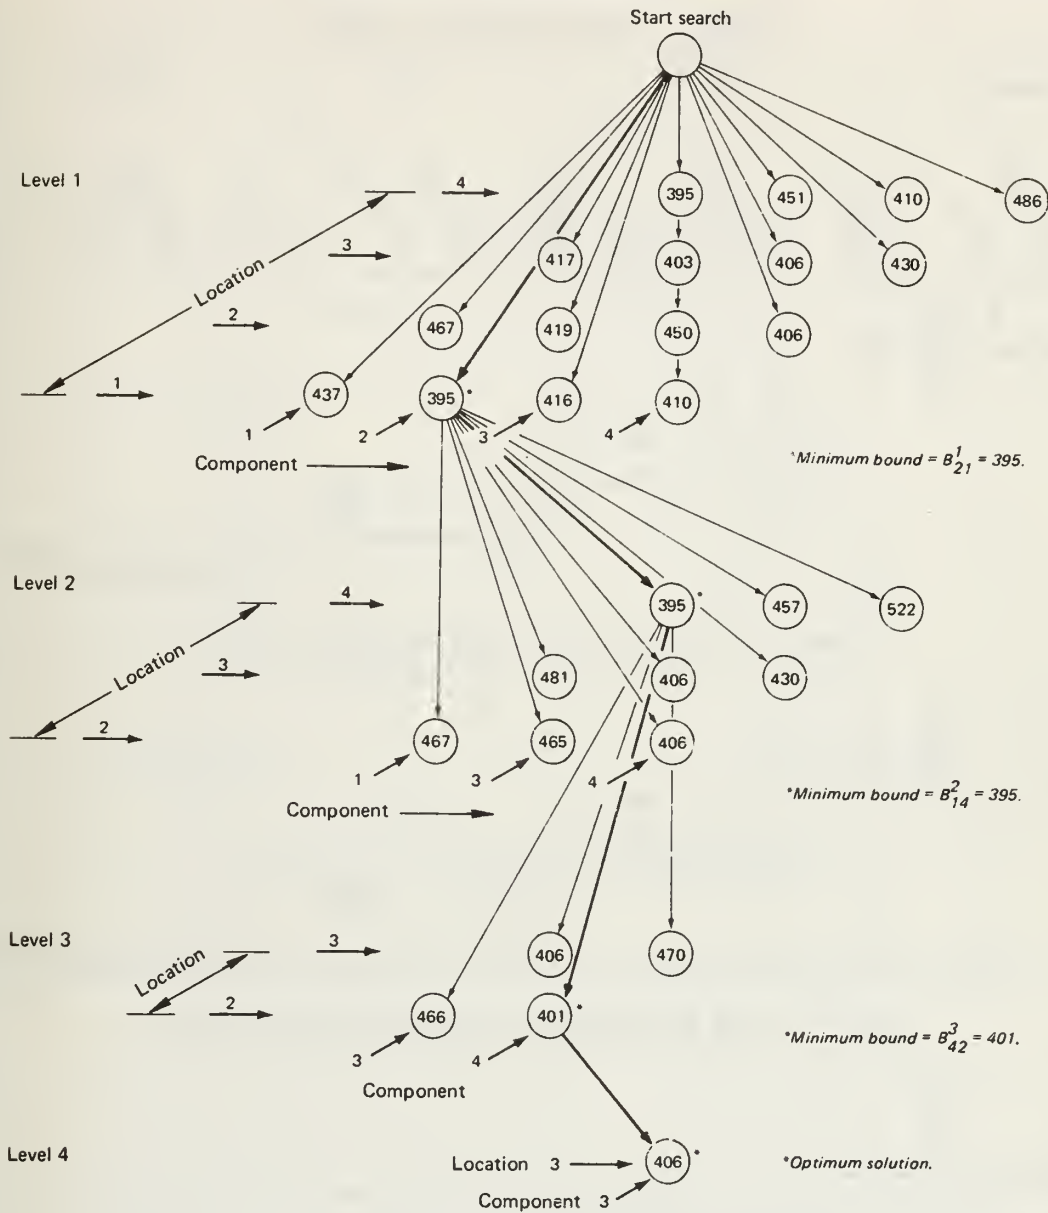 Start search
Level 1
4
395
451
410
486
3
417
403
406
430
Location
2
467
419
450
406
1
437
395*
416
410
1
2
3
4
Component
*Minimum bound = B¹₂₁ = 395.
Level 2
4
395*
457
522
Location
3
481
406
430
2
467
465
406
1
3
4
Component
*Minimum bound = B²₁₄ = 395.
Level 3
3
406
470
Location
2
466
401*
3
4
*Minimum bound = B³₄₂ = 401.
Component
Level 4
Location 3
406*
*Optimum solution.
Component 3